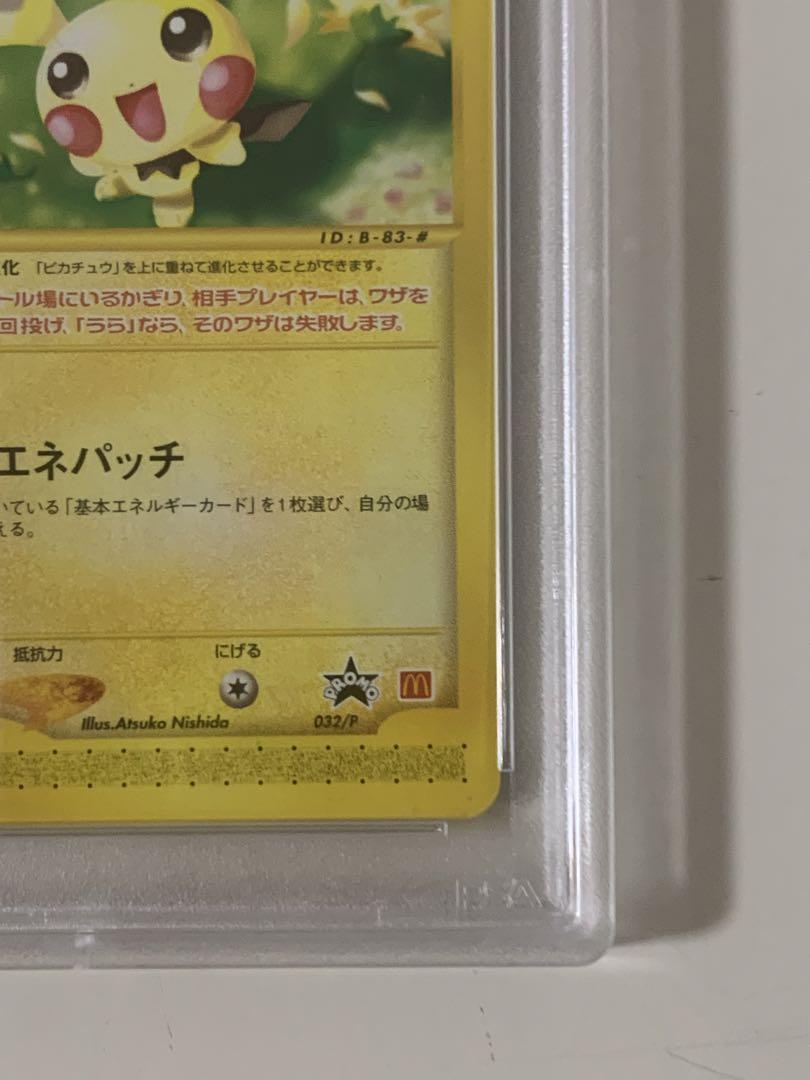 ID:B-83-#
化 「ピカチュウ」を上に重ねて進化させることができます。
ール場にいるかぎり、相手プレイヤーは、ワザを
回投げ、「うら」なら、そのワザは失敗します。
エネパッチ
いている「基本エネルギーカード」を1枚選び、自分の場
える。
抵抗力
にげる
PROMO
Illus.Atsuko Nishida
032/P